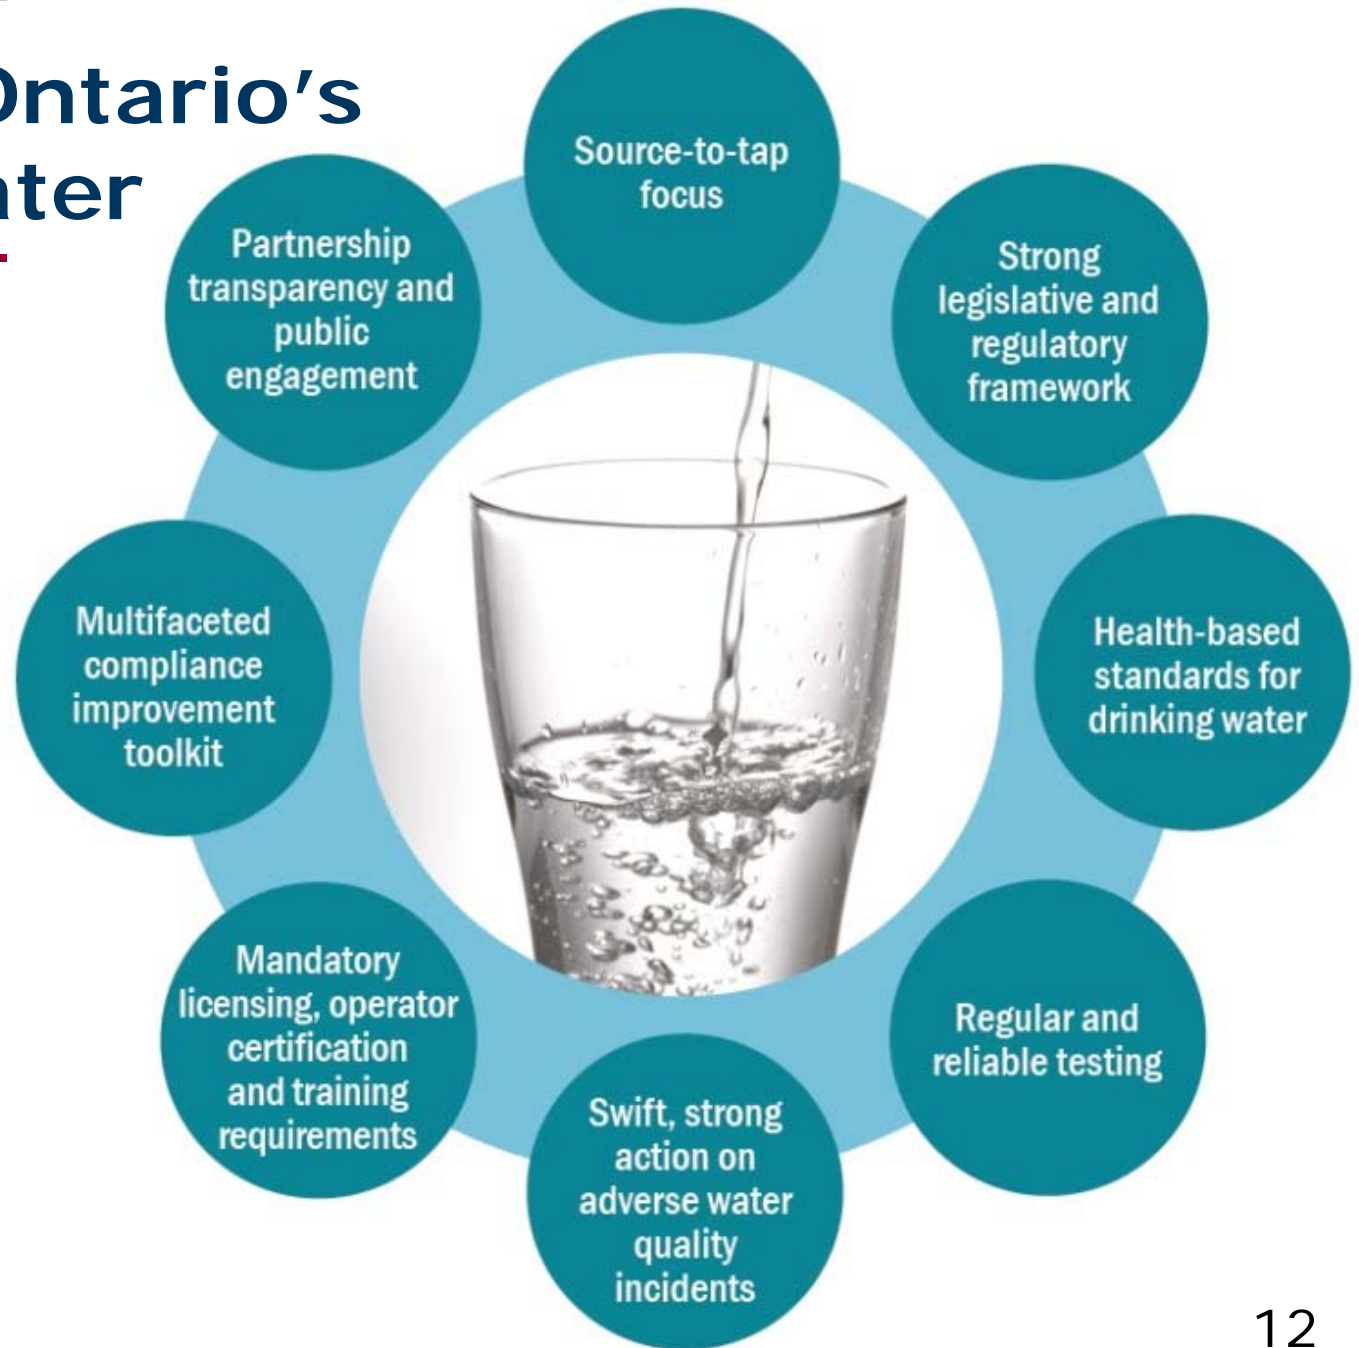 Ontario's
Source-to-tap
focus
Strong
legislative and
regulatory
framework
Health-based
standards for
drinking water
Regular and
reliable testing
Swift, strong
action on
adverse water
quality
incidents
Mandatory
licensing, operator
certification
and training
requirements
Multifaceted
compliance
improvement
toolkit
Partnership
transparency and
public
engagement
12